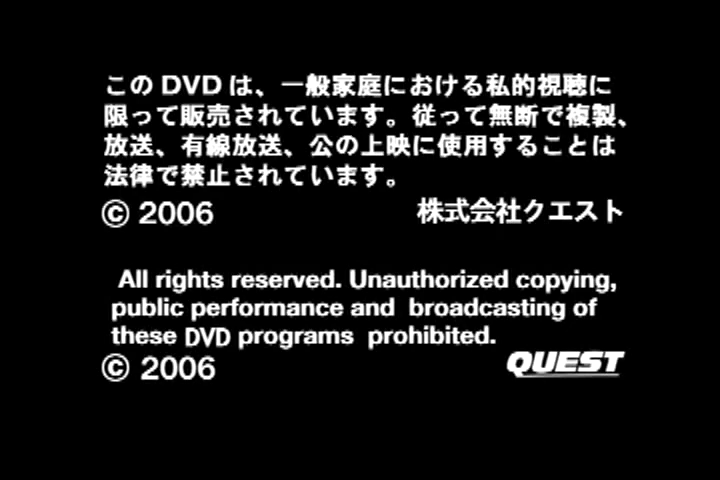 このDVDは、一般家庭における私的視聴に
限って販売されています。従って無断で複製、
放送、有線放送、公の上映に使用することは
法律で禁止されています。
© 2006 株式会社クエスト
All rights reserved. Unauthorized copying,
public performance and broadcasting of
these DVD programs prohibited.
© 2006 QUEST